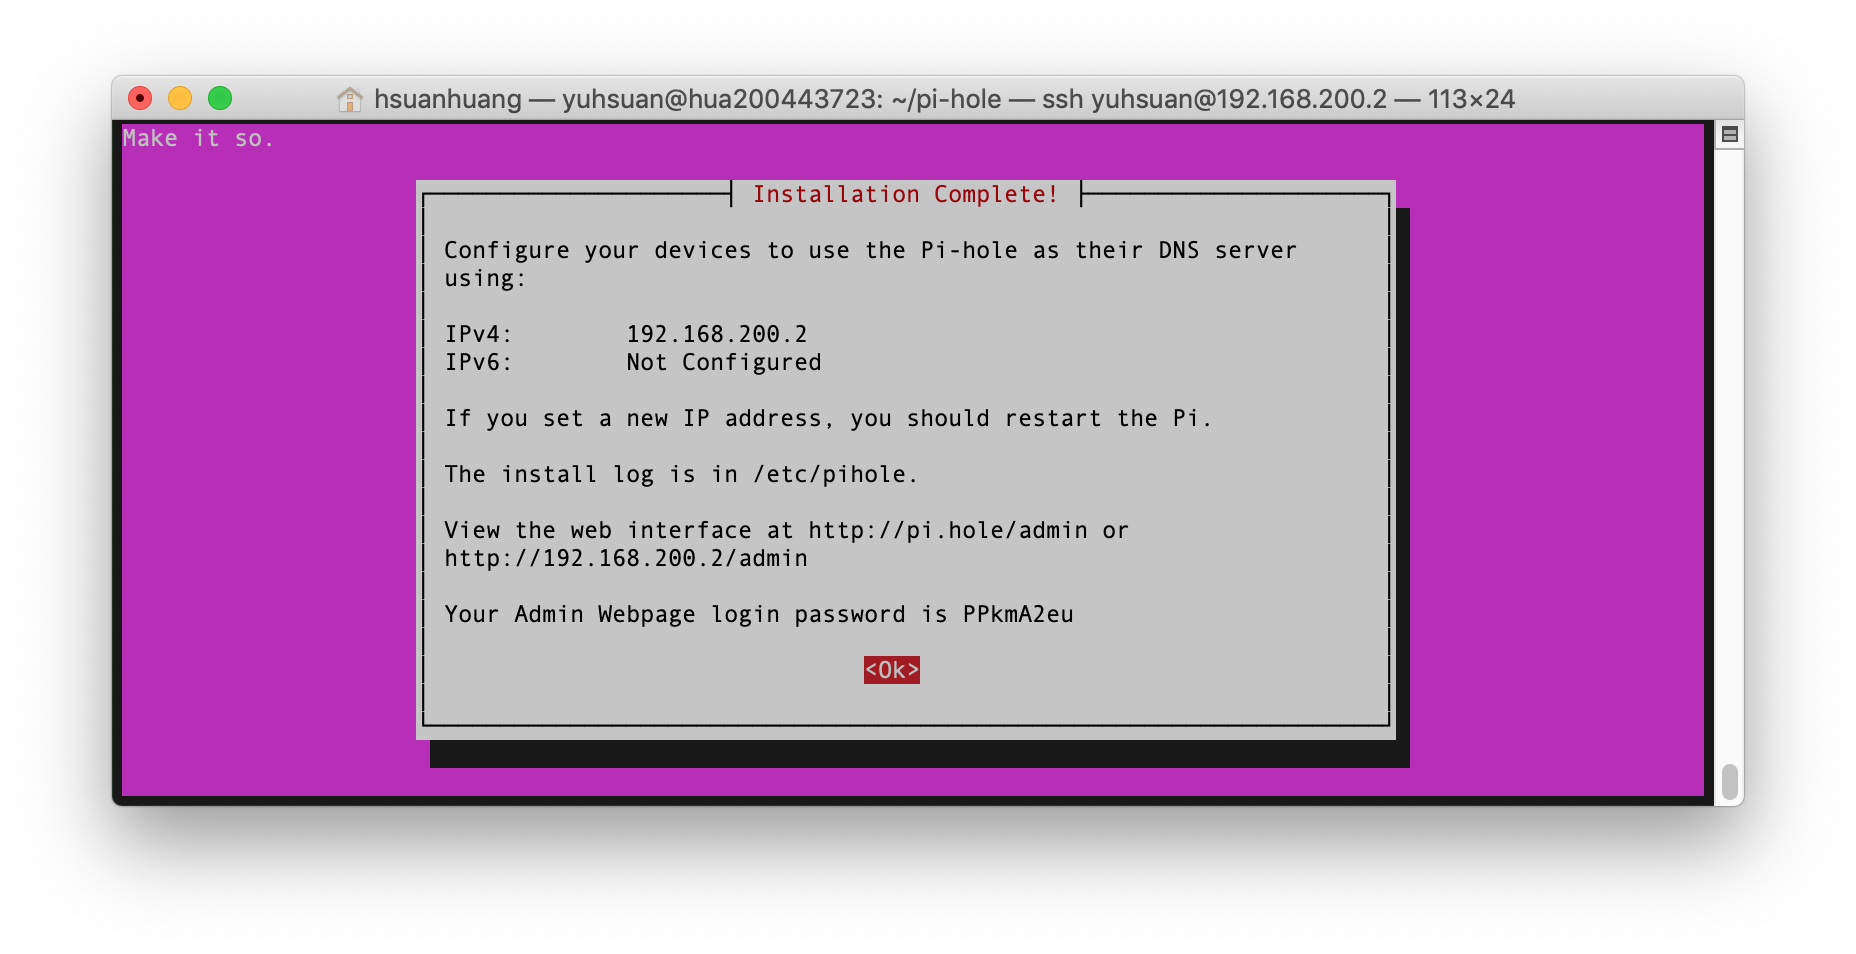 hsuanhuang — yuhsuan@hua200443723: ~/pi-hole — ssh yuhsuan@192.168.200.2 — 113×24
Make it so.
Installation Complete!
Configure your devices to use the Pi-hole as their DNS server
using:
IPv4: 192.168.200.2
IPv6: Not Configured
If you set a new IP address, you should restart the Pi.
The install log is in /etc/pihole.
View the web interface at http://pi.hole/admin or
http://192.168.200.2/admin
Your Admin Webpage login password is PPkmA2eu
<Ok>